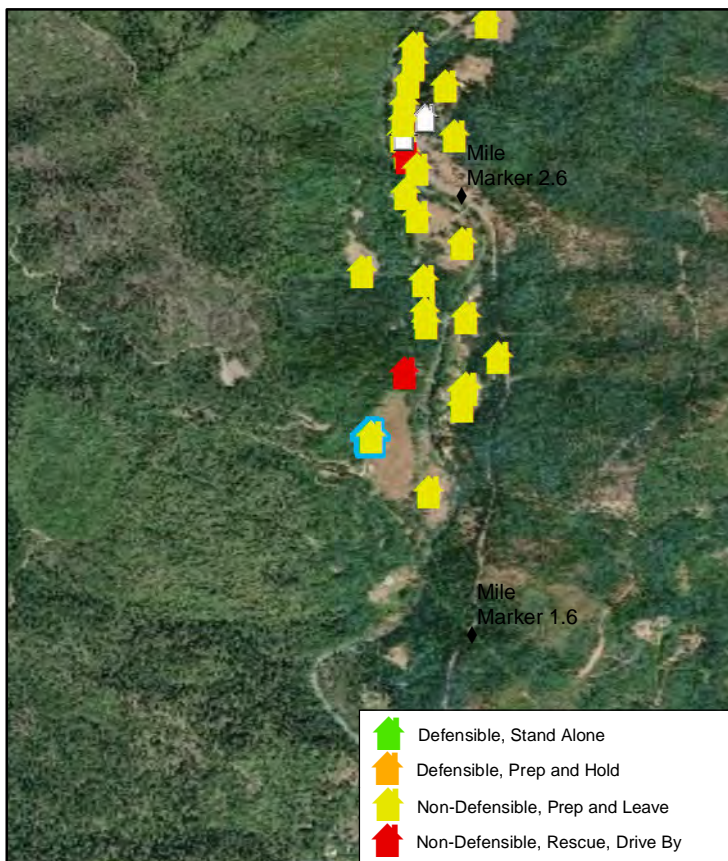 Mile
Marker 2.6
Mile
Marker 1.6
Defensible, Stand Alone
Defensible, Prep and Hold
Non-Defensible, Prep and Leave
Non-Defensible, Rescue, Drive By